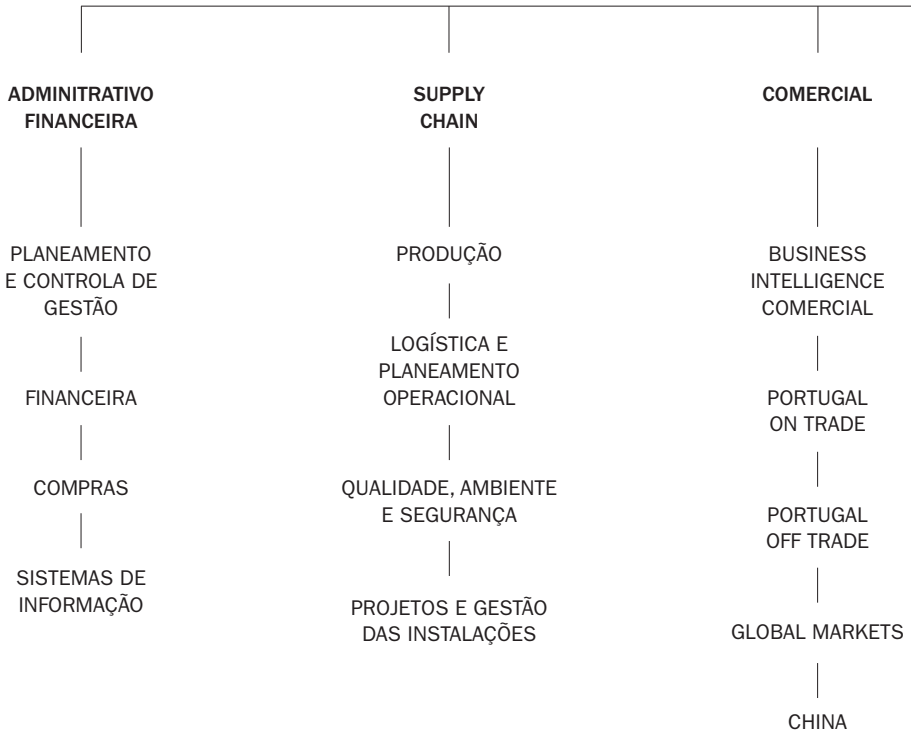 ADMINITRATIVO
FINANCEIRA
PLANEAMENTO
E CONTROLA DE
GESTÃO
FINANCEIRA
COMPRAS
SISTEMAS DE
INFORMAÇÃO
SUPPLY
CHAIN
PRODUÇÃO
LOGÍSTICA E
PLANEAMENTO
OPERACIONAL
QUALIDADE, AMBIENTE
E SEGURANÇA
PROJETOS E GESTÃO
DAS INSTALAÇÕES
COMERCIAL
BUSINESS
INTELLIGENCE
COMERCIAL
PORTUGAL
ON TRADE
PORTUGAL
OFF TRADE
GLOBAL MARKETS
CHINA